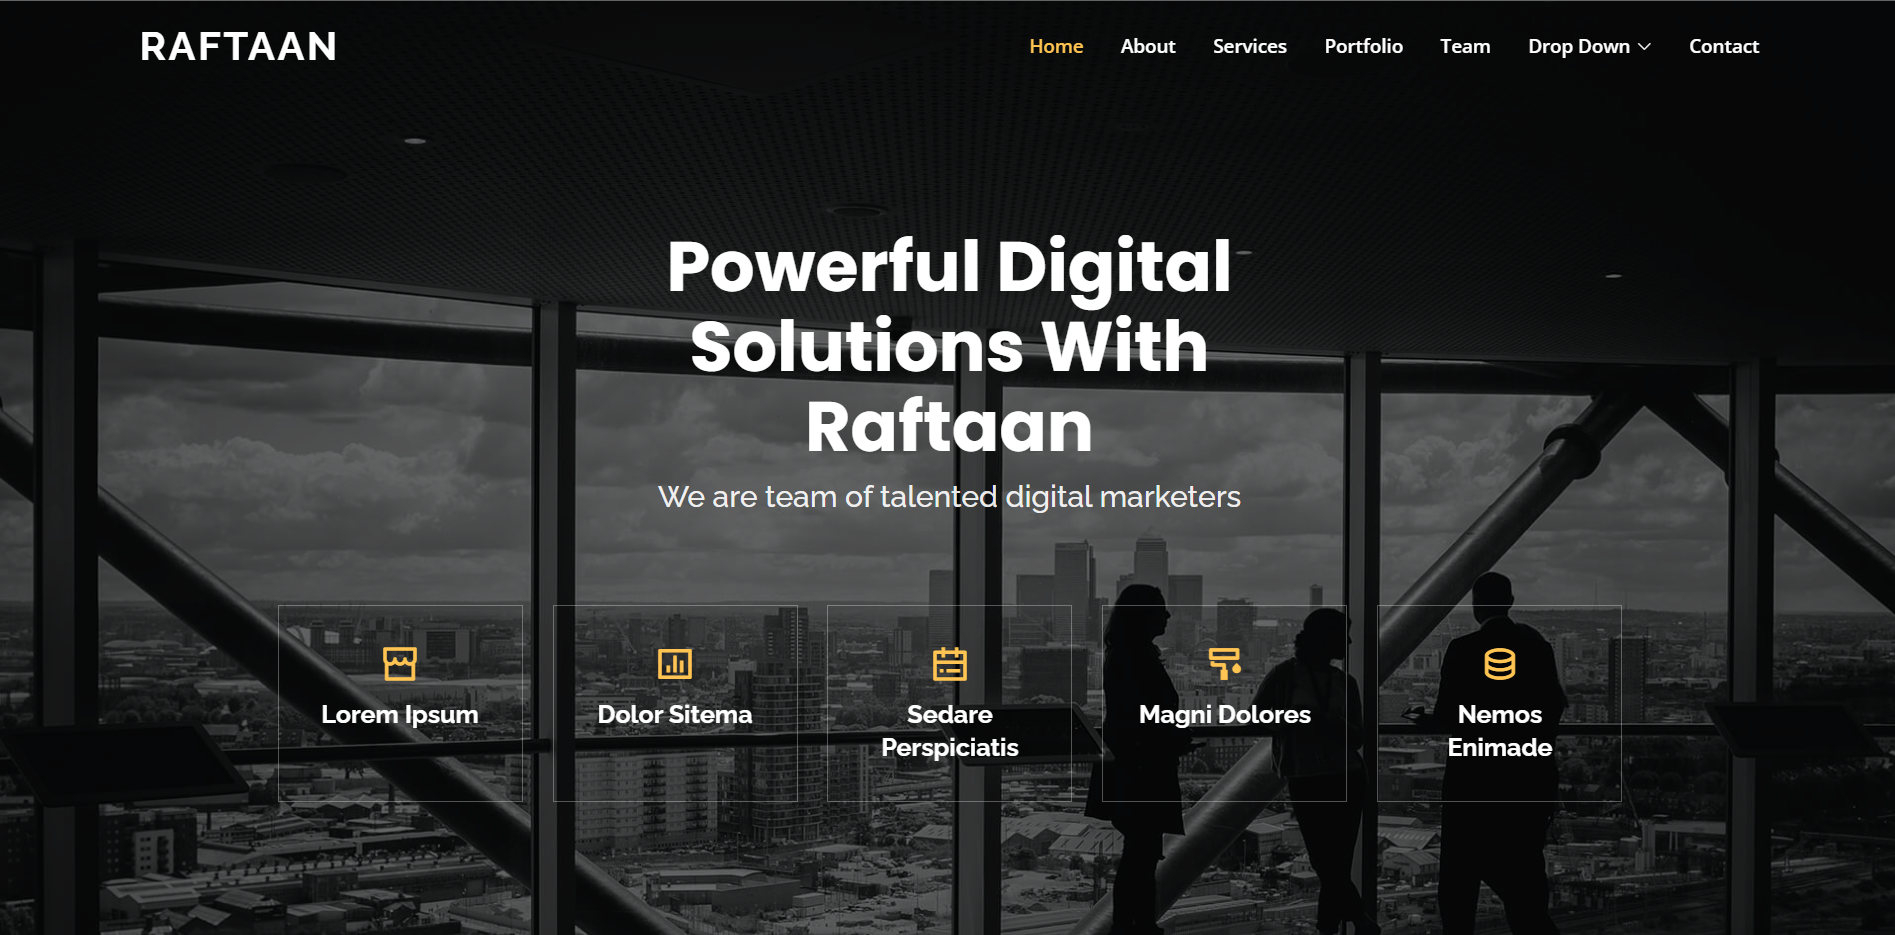 RAFTAAN
Home About Services Portfolio Team Drop Down Contact
Powerful Digital
Solutions With
Raftaan
We are team of talented digital marketers
Lorem Ipsum
Dolor Sitema
Sedare
Perspiciatis
Magni Dolores
Nemos
Enimade